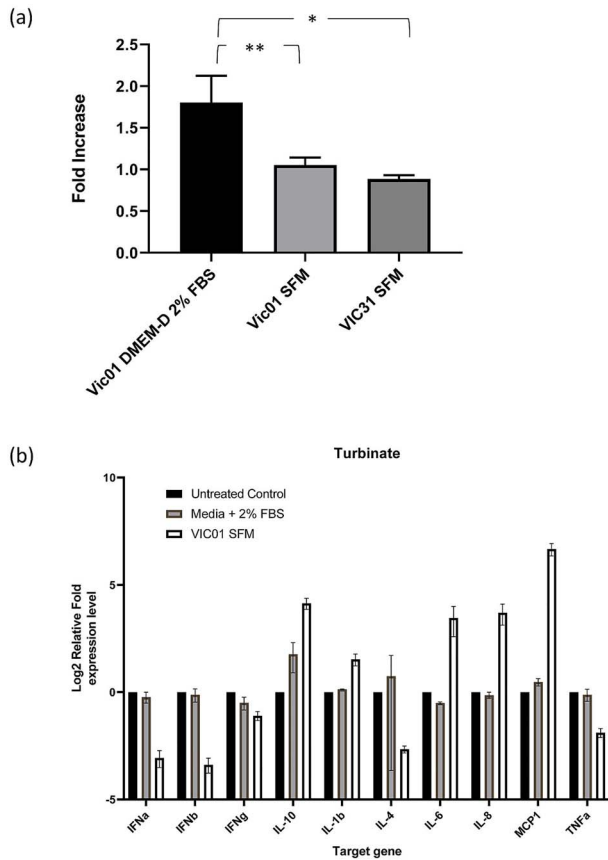 (a)
*
**
2.5
2.0
1.5
1.0
0.5
0.0
Fold Increase
Vic01 DMEM-D 2% FBS
Vic01 SFM
VIC31 SFM
(b)
Turbinate
10
5
0
-5
Untreated Control
Media + 2% FBS
VIC01 SFM
Log2 Relative Fold
expression level
IFNa
IFNb
IFNg
IL-10
IL-1b
IL-4
IL-6
IL-8
MCP1
TNFa
Target gene